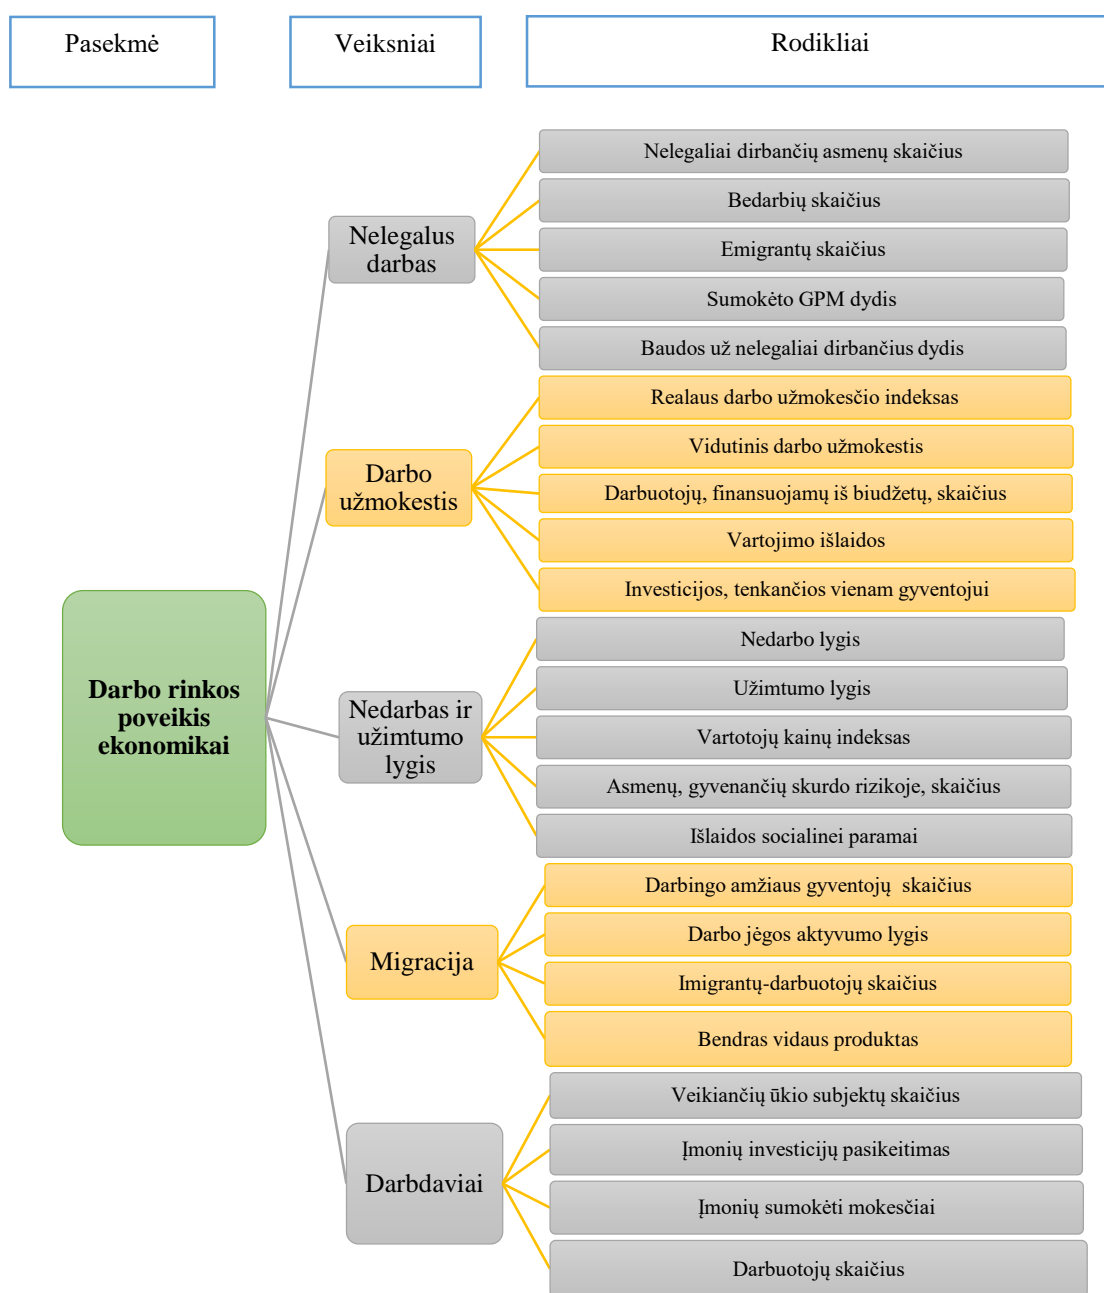 Pasekmė
Veiksniai
Rodikliai
Darbo rinkos
poveikis
ekonomikai
Nelegalus
darbas
Nelegaliai dirbančių asmenų skaičius
Bedarbių skaičius
Emigrantų skaičius
Sumokėto GPM dydis
Baudos už nelegaliai dirbančius dydis
Darbo
užmokestis
Realaus darbo užmokesčio indeksas
Vidutinis darbo užmokestis
Darbuotojų, finansuojamų iš biudžetų, skaičius
Vartojimo išlaidos
Investicijos, tenkančios vienam gyventojui
Nedarbas ir
užimtumo
lygis
Nedarbo lygis
Užimtumo lygis
Vartotojų kainų indeksas
Asmenų, gyvenančių skurdo rizikoje, skaičius
Išlaidos socialinei paramai
Migracija
Darbingo amžiaus gyventojų skaičius
Darbo jėgos aktyvumo lygis
Imigrantų-darbuotojų skaičius
Bendras vidaus produktas
Darbdaviai
Veikiančių ūkio subjektų skaičius
Įmonių investicijų pasikeitimas
Įmonių sumokėti mokesčiai
Darbuotojų skaičius